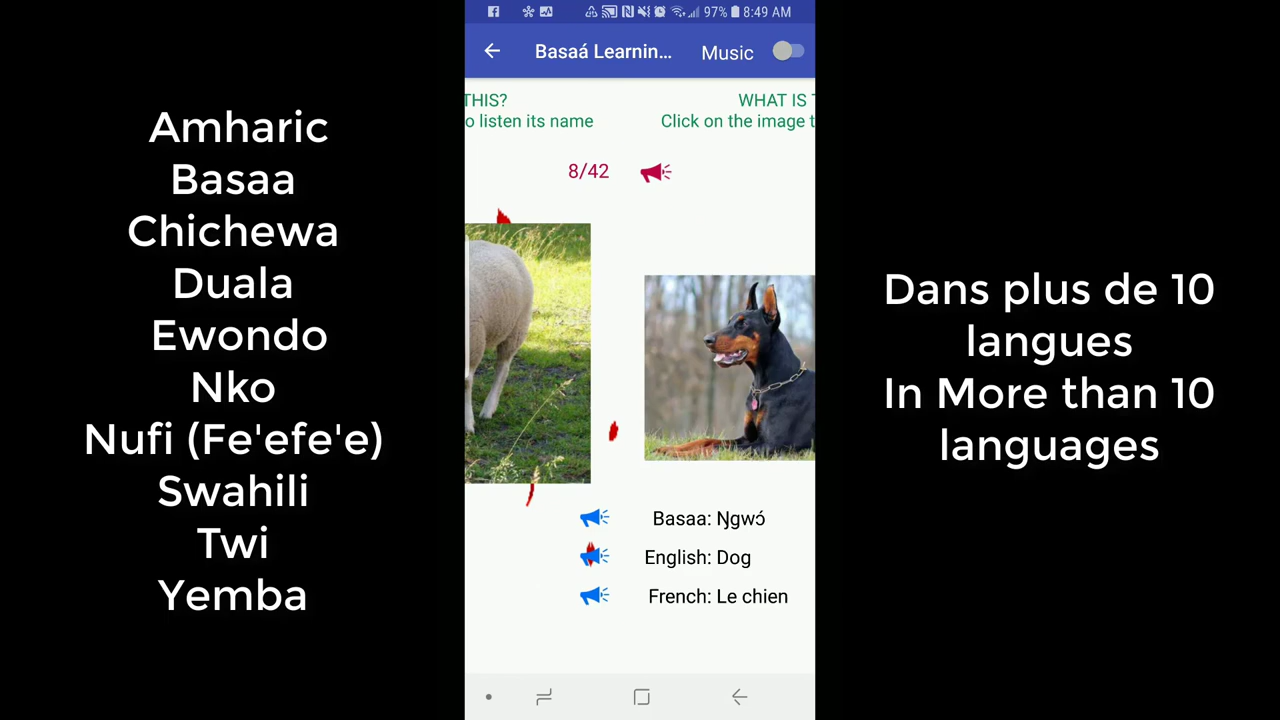 Amharic
Basaa
Chichewa
Duala
Ewondo
Nko
Nufi (Fe'efe'e)
Swahili
Twi
Yemba
97% 8:49 AM
Basaá Learnin... Music
THIS?
o listen its name
WHAT IS T
Click on the image t
8/42
Basaa: Ŋgwɔ́
English: Dog
French: Le chien
Dans plus de 10
langues
In More than 10
languages